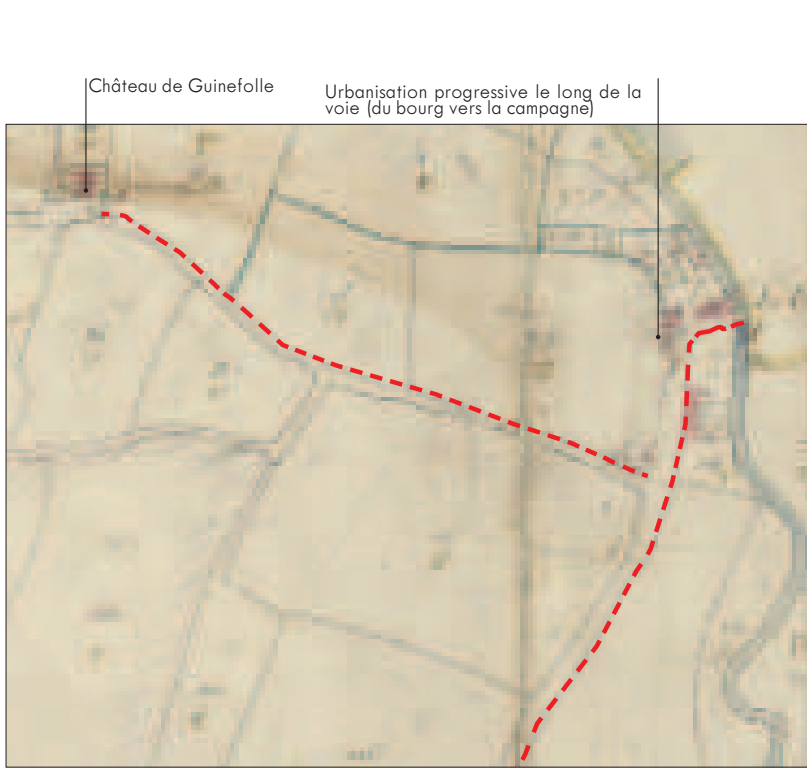 Château de Guinefolle
Urbanisation progressive le long de la
voie (du bourg vers la campagne)